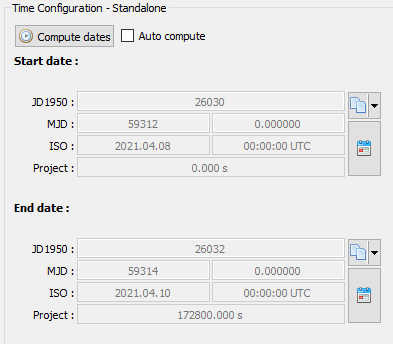 Time Configuration - Standalone
Compute dates Auto compute
Start date :
JD1950 : 26030
MJD : 59312 0.000000
ISO : 2021.04.08 00:00:00 UTC
Project : 0.000 s
End date :
JD1950 : 26032
MJD : 59314 0.000000
ISO : 2021.04.10 00:00:00 UTC
Project : 172800.000 s